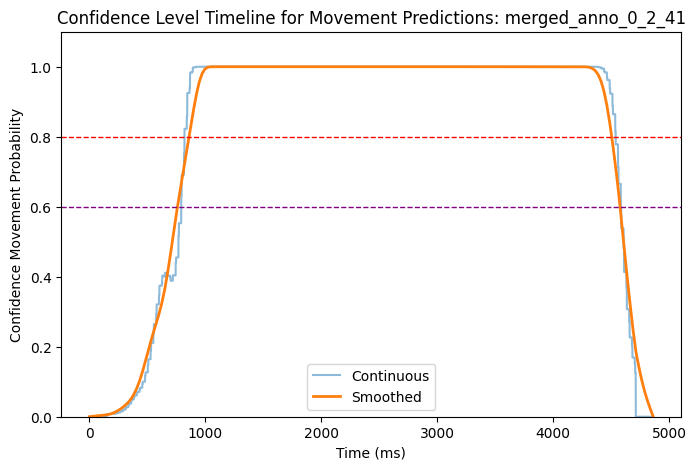 Confidence Level Timeline for Movement Predictions: merged_anno_0_2_41
Confidence Movement Probability
1.0
0.8
0.6
0.4
0.2
0.0
Continuous
Smoothed
0 1000 2000 3000 4000 5000
Time (ms)